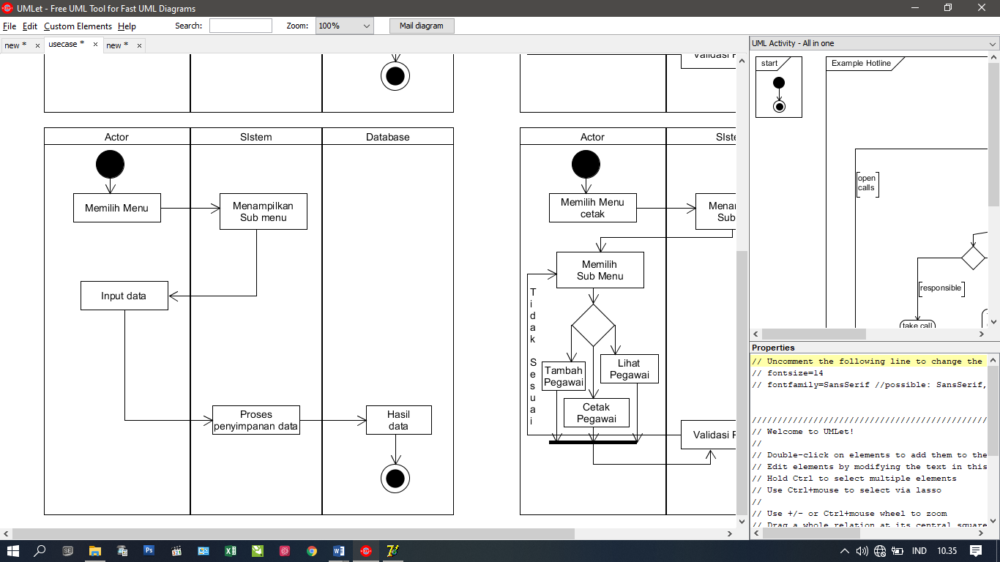 UMLet - Free UML Tool for Fast UML Diagrams
File Edit Custom Elements Help
Search:
Zoom: 100%
Mail diagram
new *
usecase *
new *
Actor
SIstem
Database
Memilih Menu
Menampilkan
Sub menu
Input data
Proses
penyimpanan data
Hasil
data
Validasi
Actor
SIste
Memilih Menu
cetak
Menam
Sub
Memilih
Sub Menu
Tidak Sesuai
Tambah
Pegawai
Lihat
Pegawai
Cetak
Pegawai
Validasi P
UML Activity - All in one
start
Example Hotline
open
calls
responsible
take call
Properties
// Uncomment the following line to change the
// fontsize=14
// fontfamily=SansSerif //possible: SansSerif,
//////////////////////////////////////////////
// Welcome to UMLet!
//
// Double-click on elements to add them to the
// Edit elements by modifying the text in this
// Hold Ctrl to select multiple elements
// Use Ctrl+mouse to select via lasso
//
// Use +/- or Ctrl+mouse wheel to zoom
// Drag a whole relation at its central square
SE
Ps
IND
10.35